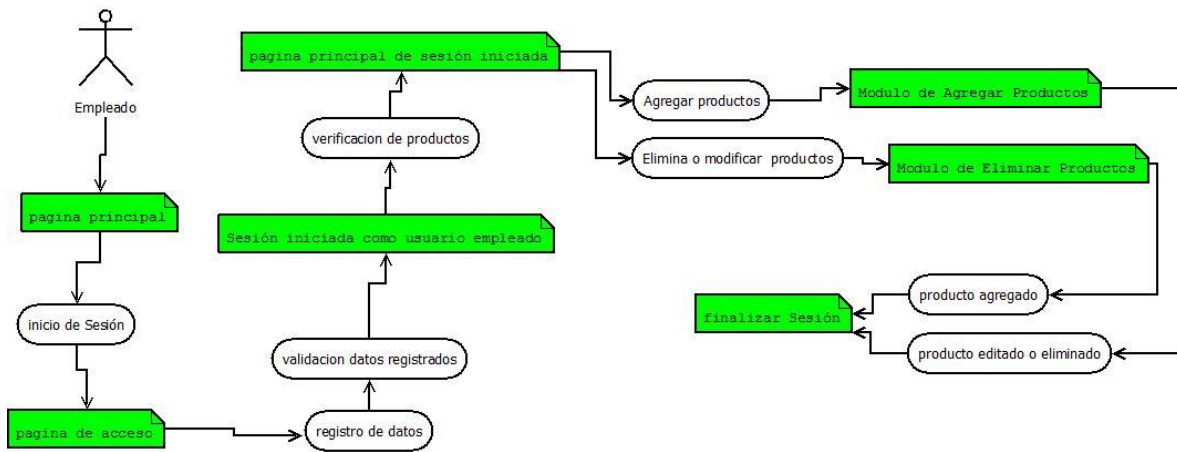 Empleado
pagina principal
inicio de Sesión
pagina de acceso
registro de datos
validacion datos registrados
Sesión iniciada como usuario empleado
verificacion de productos
pagina principal de sesión iniciada
Agregar productos
Modulo de Agregar Productos
Elimina o modificar productos
Modulo de Eliminar Productos
producto agregado
finalizar Sesión
producto editado o eliminado